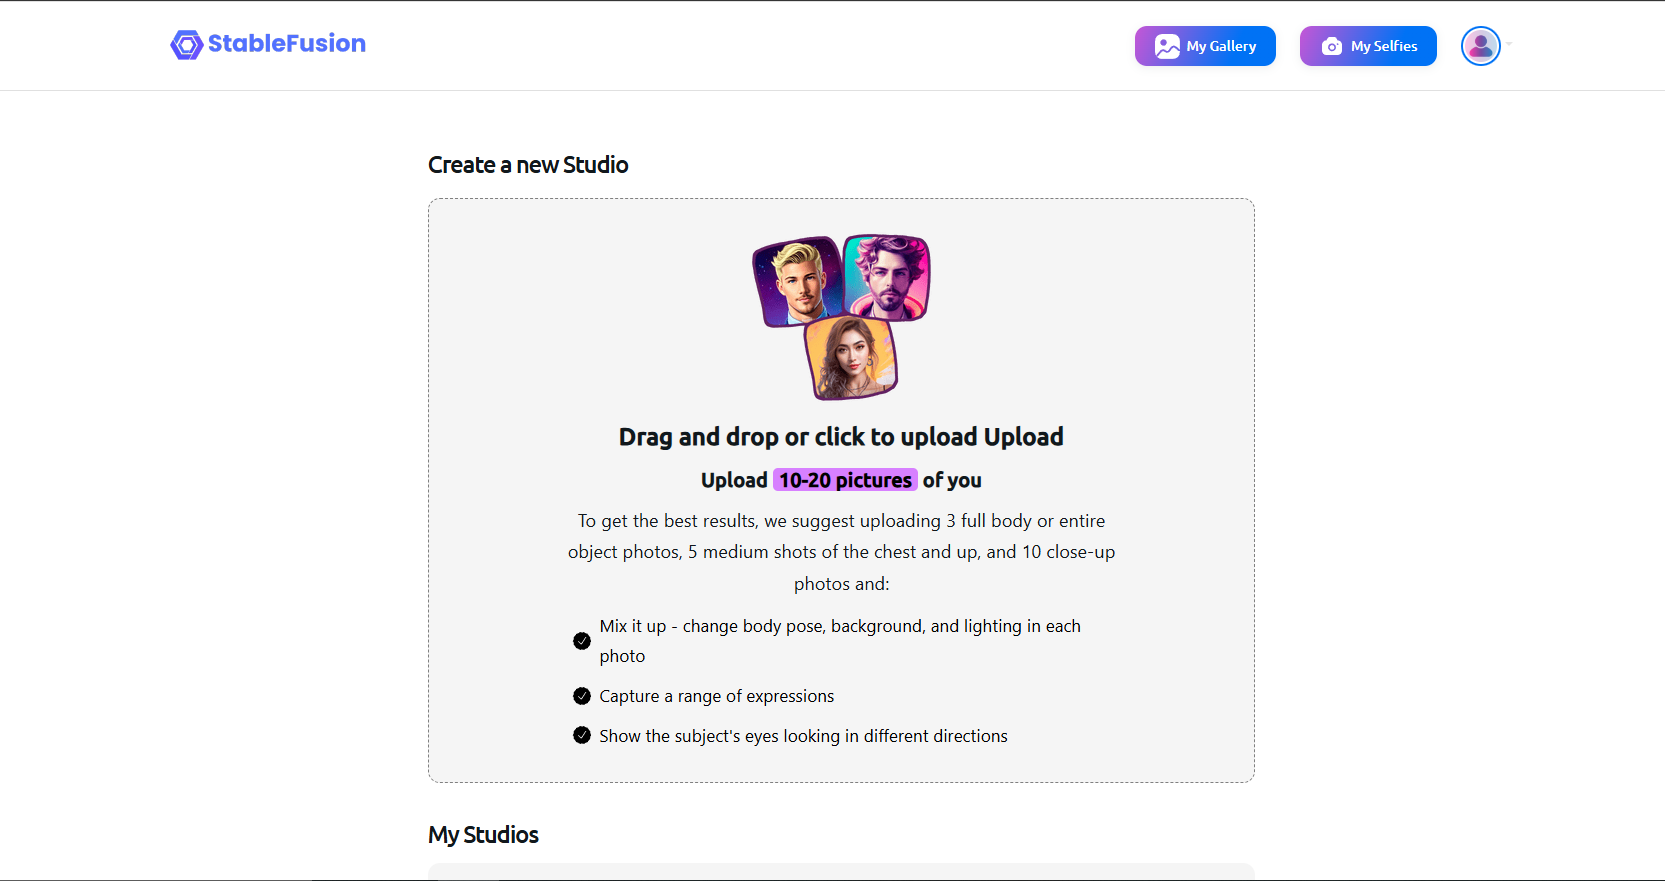 StableFusion
My Gallery
My Selfies
Create a new Studio
Drag and drop or click to upload Upload
Upload 10-20 pictures of you
To get the best results, we suggest uploading 3 full body or entire
object photos, 5 medium shots of the chest and up, and 10 close-up
photos and:
Mix it up - change body pose, background, and lighting in each
photo
Capture a range of expressions
Show the subject's eyes looking in different directions
My Studios